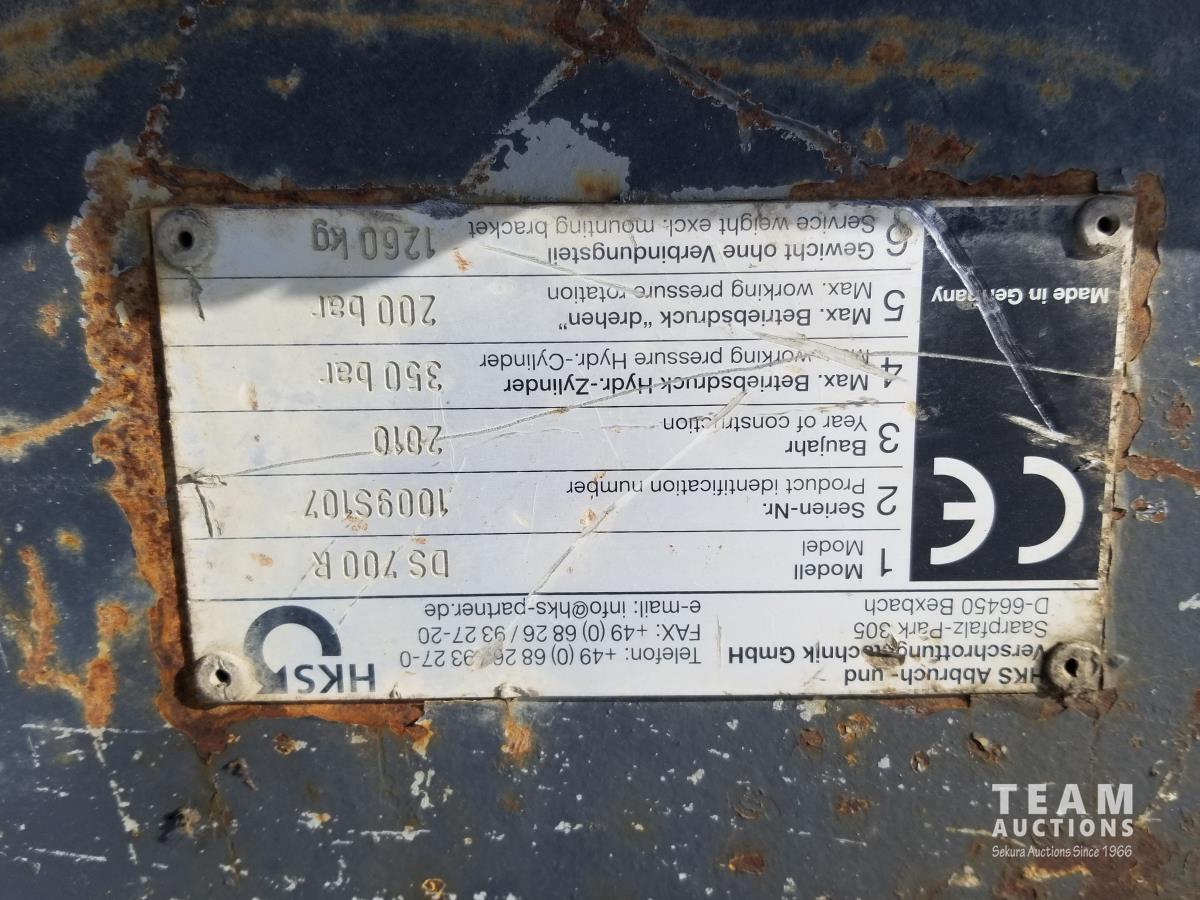 HKS Abbruch- und
Verschrottungstechnik GmbH
Saarpfalz-Park 305
D-66450 Bexbach
Telefon: +49 (0) 68 26 / 93 27-0
FAX: +49 (0) 68 26 / 93 27-20
e-mail: info@hks-partner.de
HKS
1 Modell DS 700 R
Model
2 Serien-Nr. 1009S107
Product identification number
3 Baujahr 2010
Year of construction
4 Max. Betriebsdruck Hydr.-Zylinder 350 bar
Max. working pressure Hydr.-Cylinder
5 Max. Betriebsdruck "drehen" 200 bar
Max. working pressure rotation
6 Gewicht ohne Verbindungsteil 1260 kg
Service weight excl. mounting bracket
CE
Made in Germany
TEAM
AUCTIONS
Sekura Auctions Since 1966